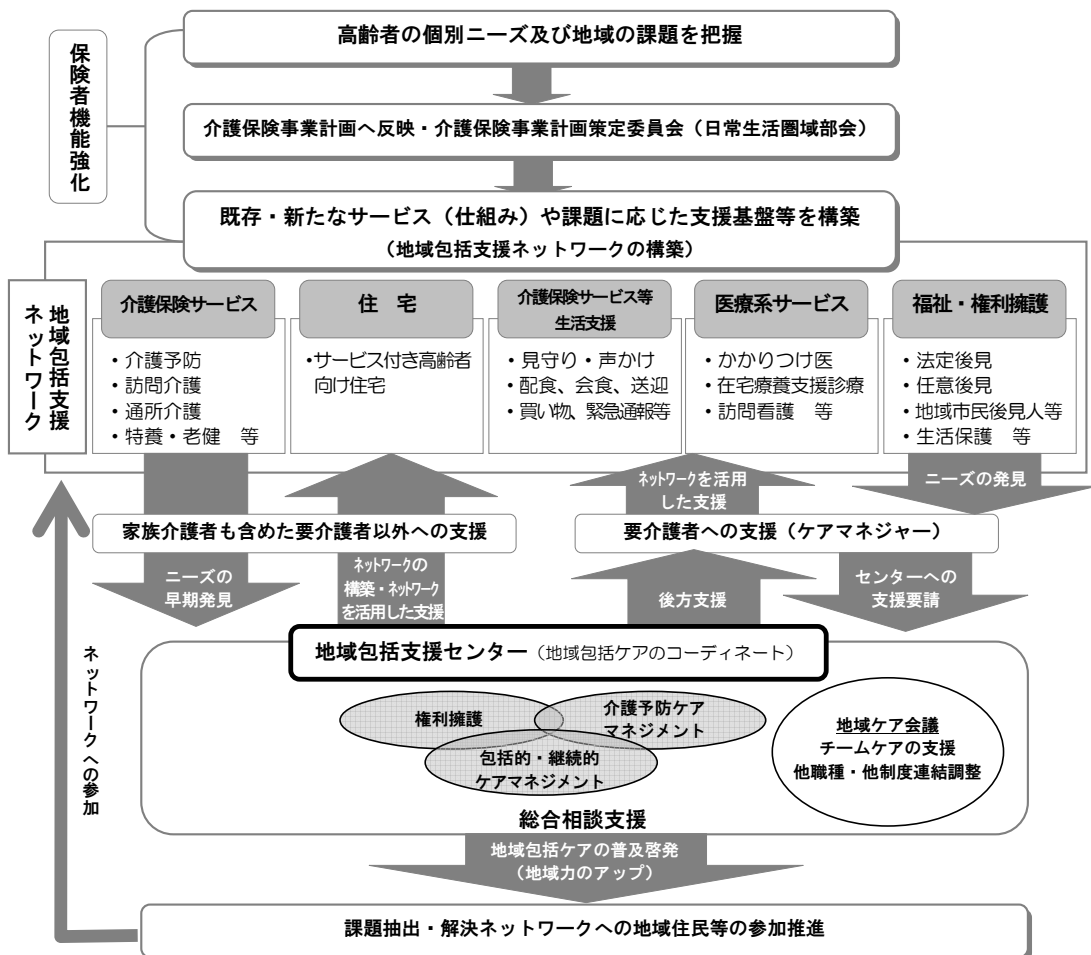 高齢者の個別ニーズ及び地域の課題を把握
保険者機能強化
介護保険事業計画へ反映・介護保険事業計画策定委員会（日常生活圏域部会）
既存・新たなサービス（仕組み）や課題に応じた支援基盤等を構築
（地域包括支援ネットワークの構築）
地域包括支援
ネットワーク
介護保険サービス
・介護予防
・訪問介護
・通所介護
・特養・老健　等
住　宅
・サービス付き高齢者
向け住宅
介護保険サービス等
生活支援
・見守り・声かけ
・配食、会食、送迎
・買い物、緊急通報等
医療系サービス
・かかりつけ医
・在宅療養支援診療
・訪問看護　等
福祉・権利擁護
・法定後見
・任意後見
・地域市民後見人等
・生活保護　等
ネットワークを活用
した支援
ニーズの発見
家族介護者も含めた要介護者以外への支援
要介護者への支援（ケアマネジャー）
ニーズの
早期発見
ネットワークの
構築・ネットワーク
を活用した支援
後方支援
センターへの
支援要請
地域包括支援センター（地域包括ケアのコーディネート）
権利擁護
介護予防ケア
マネジメント
包括的・継続的
ケアマネジメント
地域ケア会議
チームケアの支援
他職種・他制度連結調整
総合相談支援
ネットワークへの参加
地域包括ケアの普及啓発
（地域力のアップ）
課題抽出・解決ネットワークへの地域住民等の参加推進